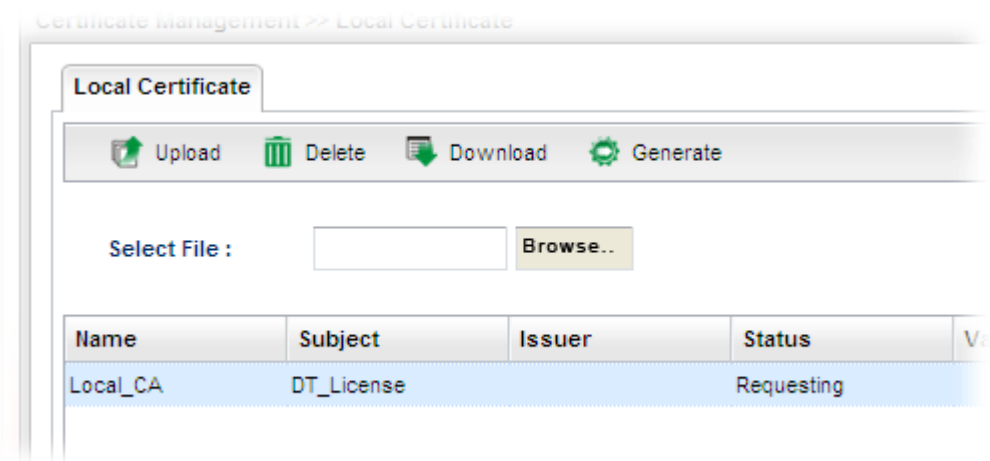 Certificate Management >> Local Certificate
Local Certificate
Upload Delete Download Generate
Select File : Browse..
Name Subject Issuer Status
Local_CA DT_License Requesting